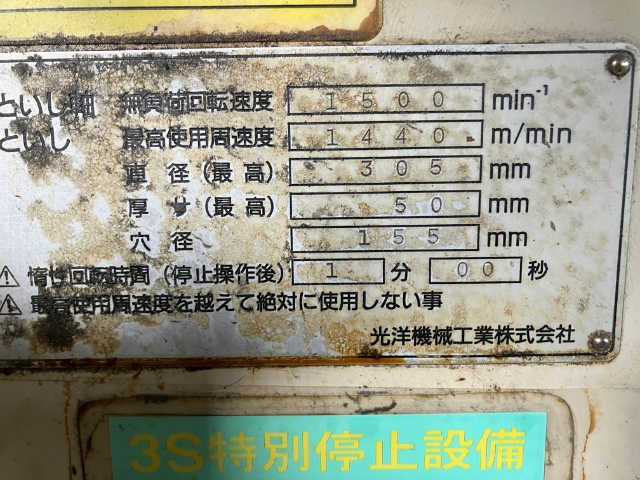 といし軸 無負荷回転速度 1500 min⁻¹
といし 最高使用周速度 1440 m/min
直径(最高) 305 mm
厚サ(最高) 50 mm
穴径 155 mm
⚠ 惰性回転時間(停止操作後) 1 分 00 秒
⚠ 最高使用周速度を越えて絶対に使用しない事
光洋機械工業株式会社
3S特別停止設備